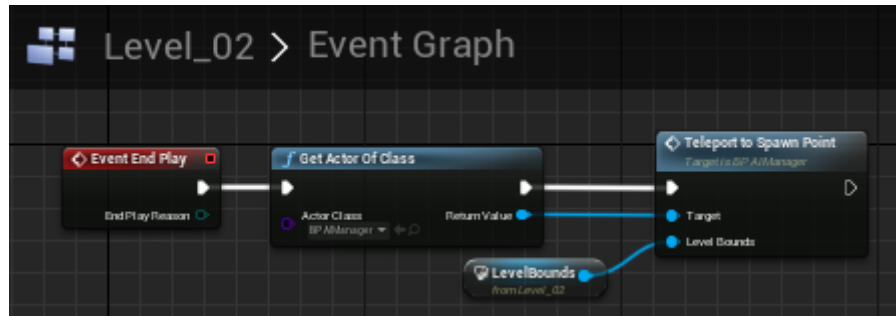 Level_02 > Event Graph
Event End Play
End Play Reason
Get Actor Of Class
Actor Class
BP AIManager
Return Value
LevelBounds
from Level_02
Teleport to Spawn Point
Target is BP AIManager
Target
Level Bounds